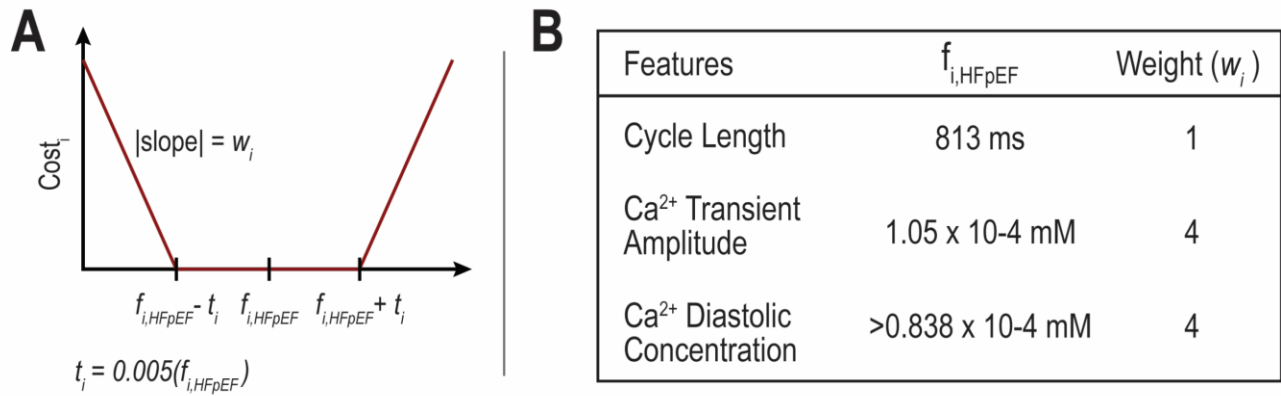 A
Cost_i
|slope| = w_i
f_i,HFpEF - t_i f_i,HFpEF f_i,HFpEF + t_i
t_i = 0.005(f_i,HFpEF)
B
Features f_i,HFpEF Weight (w_i)
Cycle Length 813 ms 1
Ca²⁺ Transient
Amplitude 1.05 x 10-4 mM 4
Ca²⁺ Diastolic
Concentration >0.838 x 10-4 mM 4